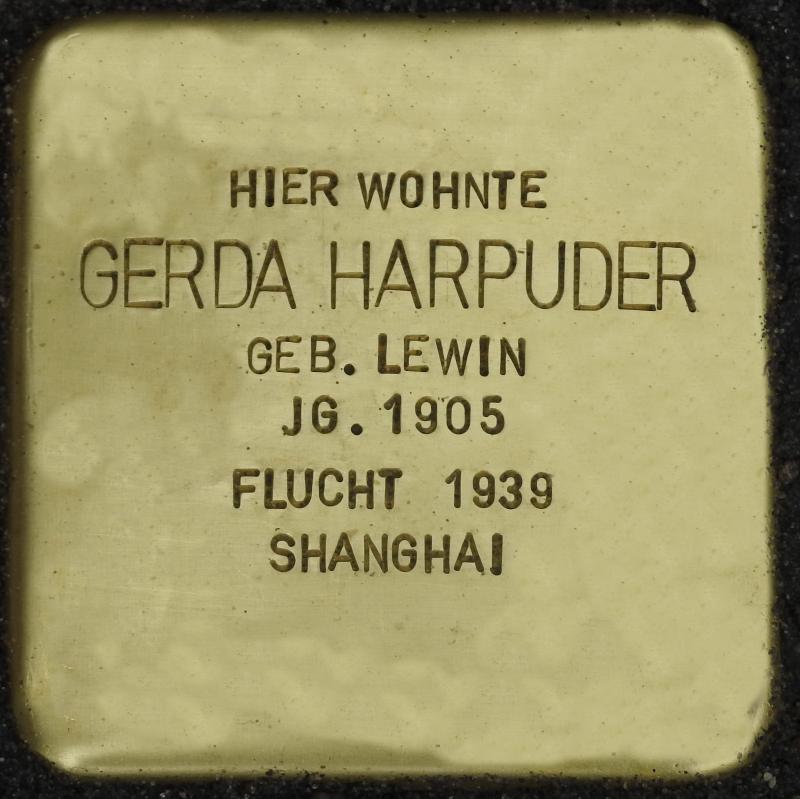 HIER WOHNTE
GERDA HARPUDER
GEB. LEWIN
JG. 1905
FLUCHT 1939
SHANGHAI